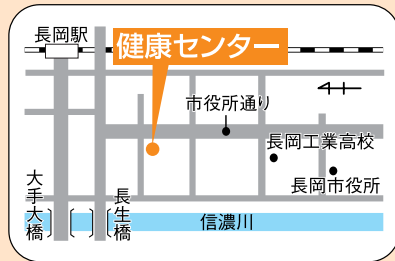 長岡駅
健康センター
市役所通り
長岡工業高校
長岡市役所
大手大橋
長生橋
信濃川